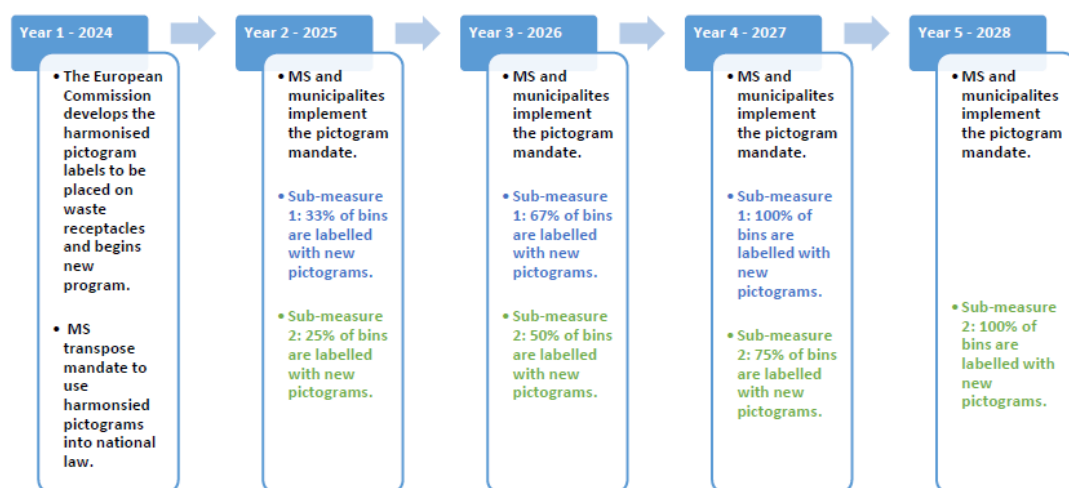 Year 1 - 2024
• The European
Commission
develops the
harmonised
pictogram
labels to be
placed on
waste
receptacles
and begins
new
program.
• MS
transpose
mandate to
use
harmonsied
pictograms
into national
law.
Year 2 - 2025
• MS and
municipalites
implement
the pictogram
mandate.
• Sub-measure
1: 33% of bins
are labelled
with new
pictograms.
• Sub-measure
2: 25% of bins
are labelled
with new
pictograms.
Year 3 - 2026
• MS and
municipalites
implement
the pictogram
mandate.
• Sub-measure
1: 67% of bins
are labelled
with new
pictograms.
• Sub-measure
2: 50% of bins
are labelled
with new
pictograms.
Year 4 - 2027
• MS and
municipalites
implement
the pictogram
mandate.
• Sub-measure
1: 100% of
bins are
labelled with
new
pictograms.
• Sub-measure
2: 75% of bins
are labelled
with new
pictograms.
Year 5 - 2028
• MS and
municipalites
implement
the pictogram
mandate.
• Sub-measure
2: 100% of
bins are
labelled with
new
pictograms.